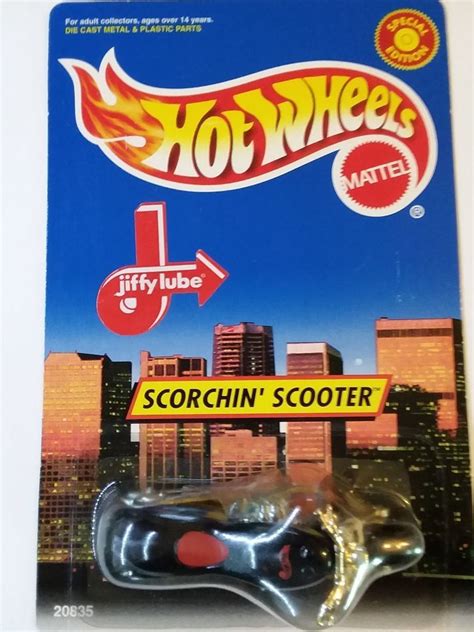 For adult collectors, ages over 14 years.
DIE CAST METAL & PLASTIC PARTS
SPECIAL
EDITION
HOT WHEELS
MATTEL
®
jiffy lube®
SCORCHIN' SCOOTER™
20835